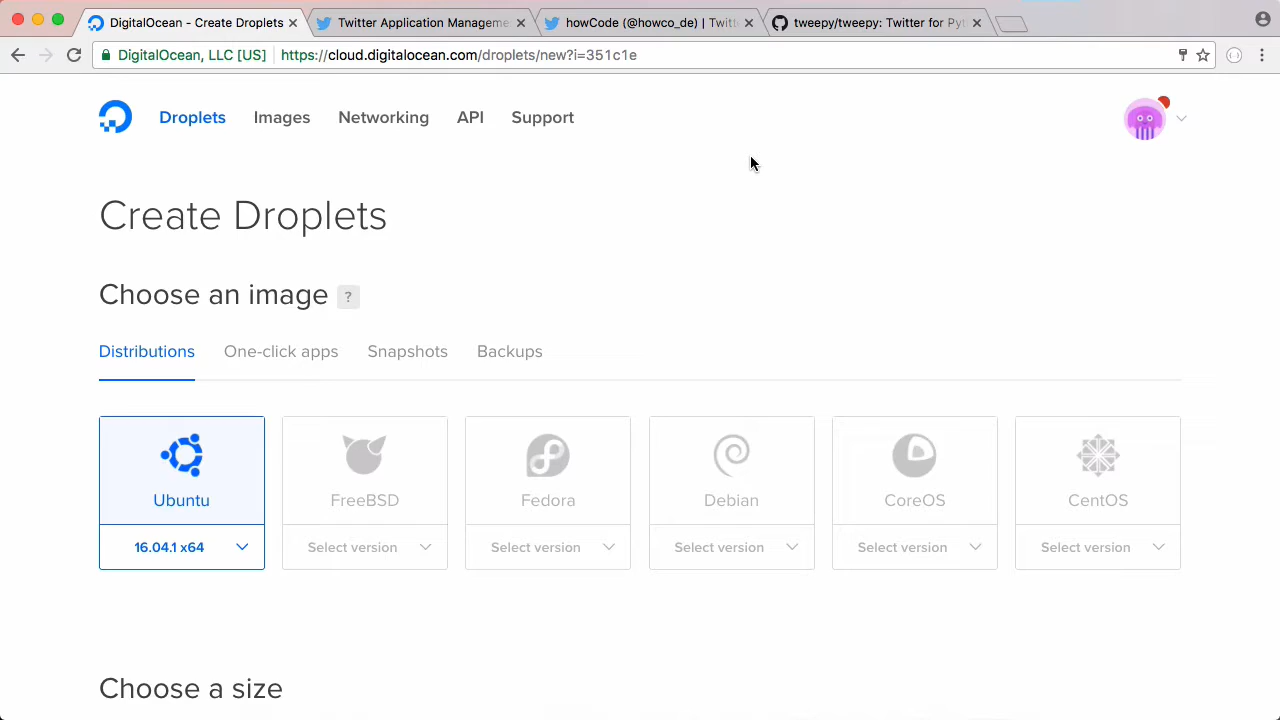 DigitalOcean - Create Droplets
Twitter Application Manageme
howCode (@howco_de) | Twitt
tweepy/tweepy: Twitter for Pyt
DigitalOcean, LLC [US]
https://cloud.digitalocean.com/droplets/new?i=351c1e
Droplets
Images
Networking
API
Support
Create Droplets
Choose an image ?
Distributions
One-click apps
Snapshots
Backups
Ubuntu
FreeBSD
Fedora
Debian
CoreOS
CentOS
16.04.1 x64
Select version
Select version
Select version
Select version
Select version
Choose a size